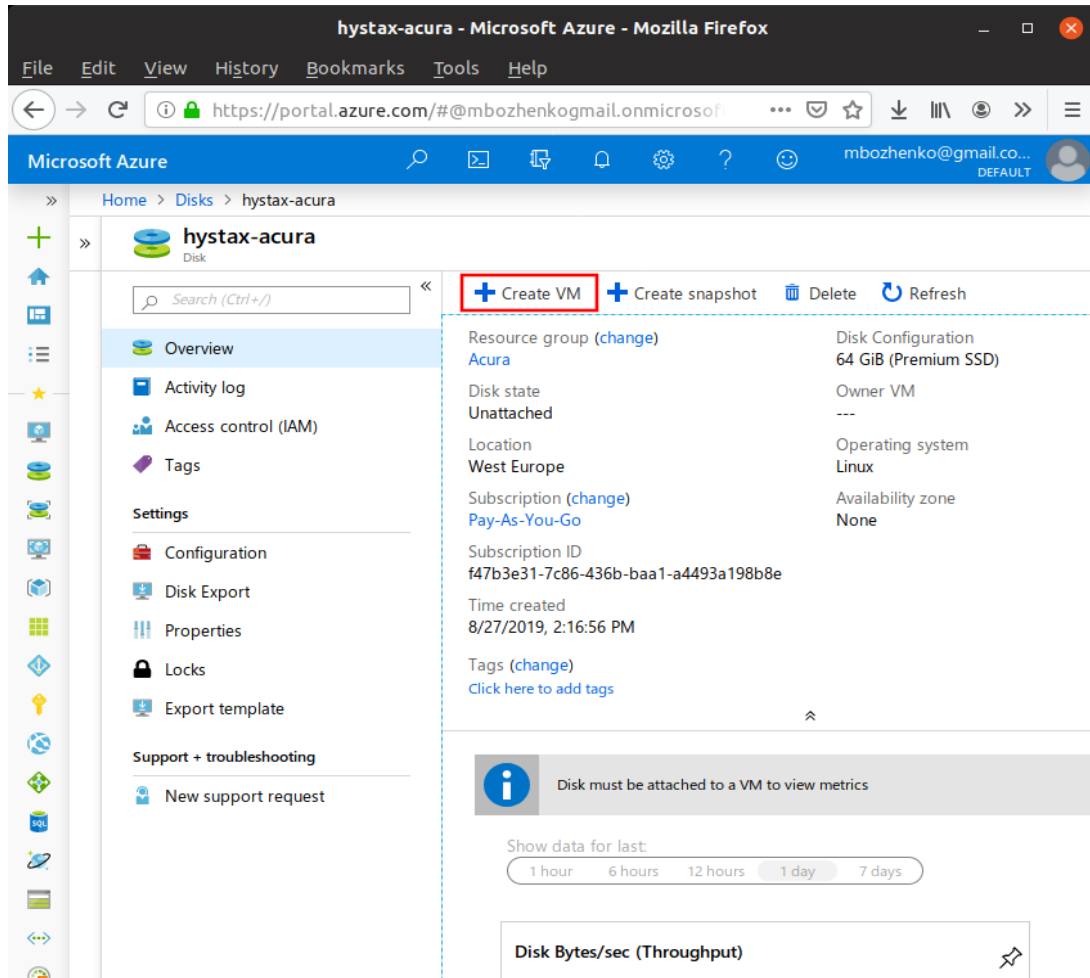 hystax-acura - Microsoft Azure - Mozilla Firefox
File Edit View History Bookmarks Tools Help
https://portal.azure.com/#@mbozhenkogmail.onmicrosof
Microsoft Azure
mbozhenko@gmail.co...
DEFAULT
Home > Disks > hystax-acura
hystax-acura
Disk
Search (Ctrl+/)
Overview
Activity log
Access control (IAM)
Tags
Settings
Configuration
Disk Export
Properties
Locks
Export template
Support + troubleshooting
New support request
Create VM Create snapshot Delete Refresh
Resource group (change)
Acura
Disk state
Unattached
Location
West Europe
Subscription (change)
Pay-As-You-Go
Subscription ID
f47b3e31-7c86-436b-baa1-a4493a198b8e
Time created
8/27/2019, 2:16:56 PM
Tags (change)
Click here to add tags
Disk Configuration
64 GiB (Premium SSD)
Owner VM
---
Operating system
Linux
Availability zone
None
Disk must be attached to a VM to view metrics
Show data for last:
1 hour 6 hours 12 hours 1 day 7 days
Disk Bytes/sec (Throughput)
SQL